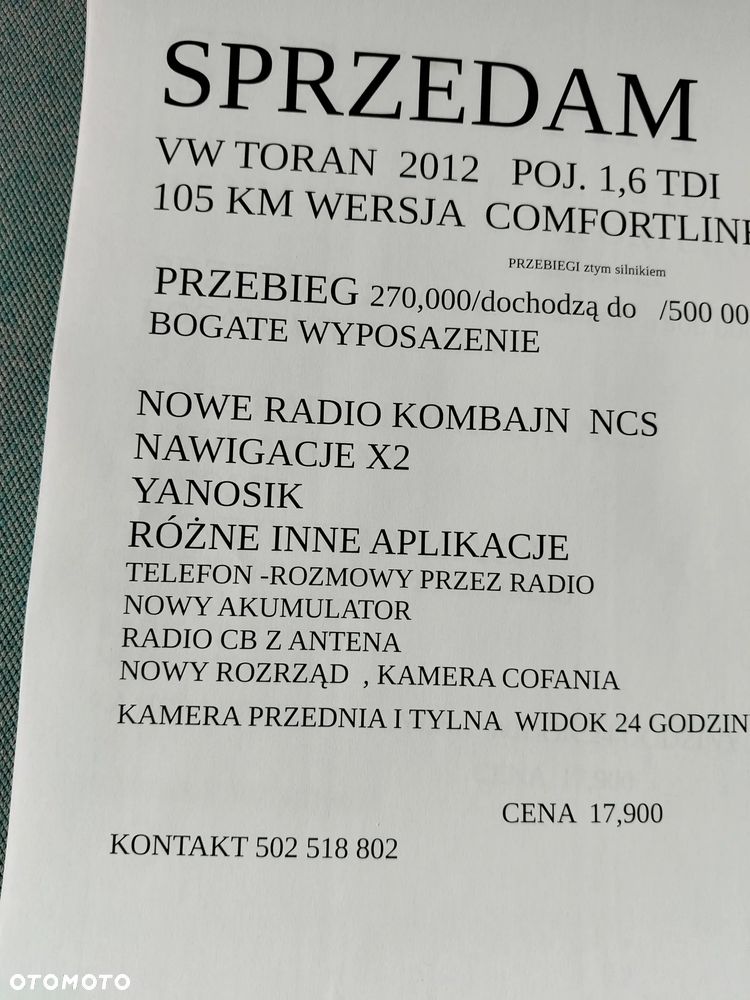 SPRZEDAM
VW TORAN 2012 POJ. 1,6 TDI
105 KM WERSJA COMFORTLINE
PRZEBIEGI ztym silnikiem
PRZEBIEG 270,000/dochodzą do /500 00
BOGATE WYPOSAZENIE
NOWE RADIO KOMBAJN NCS
NAWIGACJE X2
YANOSIK
RÓŻNE INNE APLIKACJE
TELEFON -ROZMOWY PRZEZ RADIO
NOWY AKUMULATOR
RADIO CB Z ANTENA
NOWY ROZRZĄD , KAMERA COFANIA
KAMERA PRZEDNIA I TYLNA WIDOK 24 GODZIN
CENA 17,900
KONTAKT 502 518 802
OTOMOTO